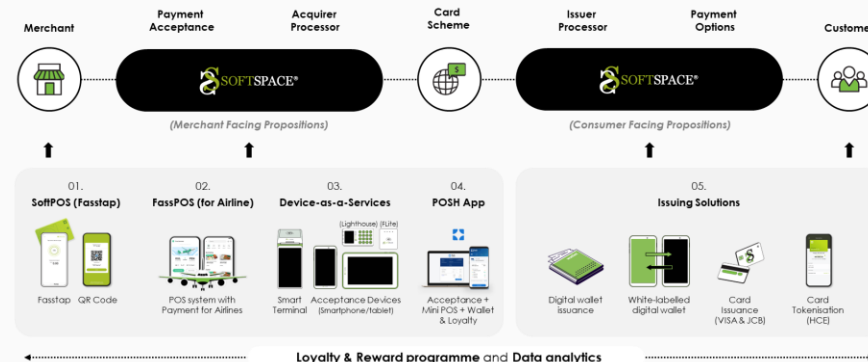 Merchant
Payment
Acceptance
Acquirer
Processor
Card
Scheme
Issuer
Processor
Payment
Options
Custome
SOFTSPACE®
SOFTSPACE®
(Merchant Facing Propositions)
(Consumer Facing Propositions)
01.
SoftPOS (Fasstap)
02.
FassPOS (for Airline)
03.
Device-as-a-Services
04.
POSH App
05.
Issuing Solutions
(Lighthouse) (FLite)
Fasstap
QR Code
POS system with
Payment for Airlines
Smart
Terminal
Acceptance Devices
(Smartphone/tablet)
Acceptance +
Mini POS + Wallet
& Loyalty
Digital wallet
issuance
White-labelled
digital wallet
Card
Issuance
(VISA & JCB)
Card
Tokenisation
(HCE)
Loyalty & Reward programme and Data analytics